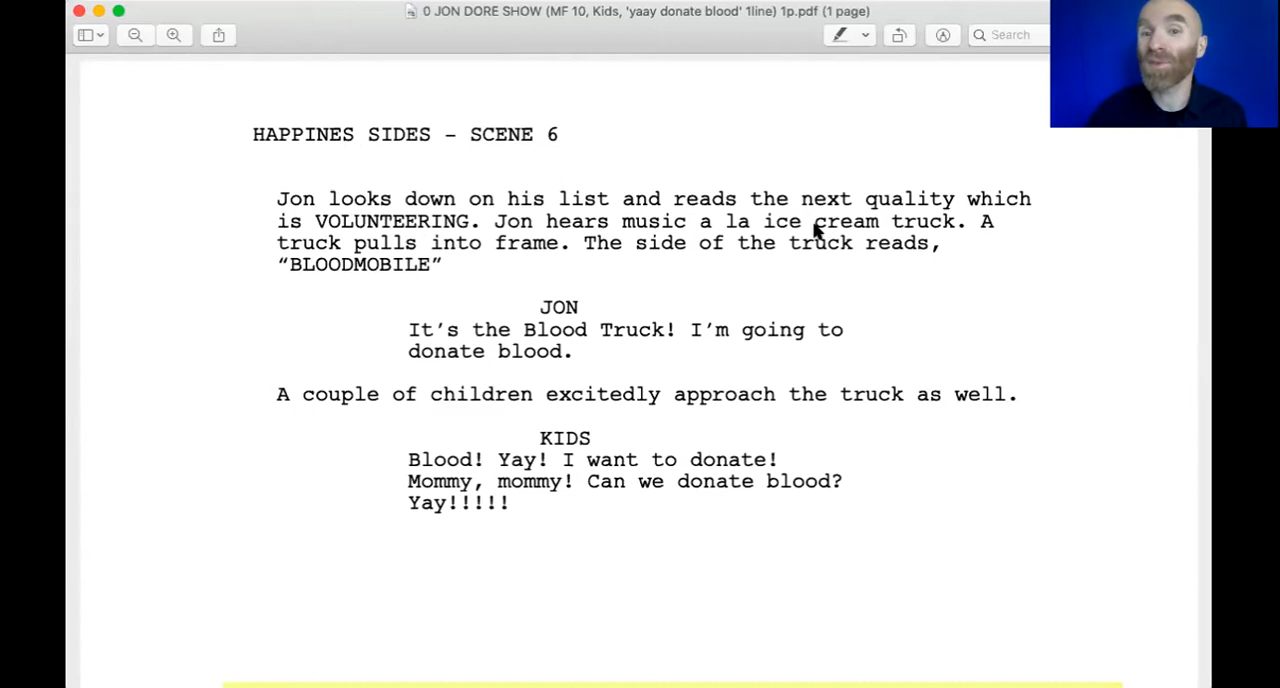 0 JON DORE SHOW (MF 10, Kids, 'yaay donate blood' 1line) 1p.pdf (1 page)
Search
HAPPINES SIDES – SCENE 6
Jon looks down on his list and reads the next quality which
is VOLUNTEERING. Jon hears music a la ice cream truck. A
truck pulls into frame. The side of the truck reads,
“BLOODMOBILE”
JON
It’s the Blood Truck! I’m going to
donate blood.
A couple of children excitedly approach the truck as well.
KIDS
Blood! Yay! I want to donate!
Mommy, mommy! Can we donate blood?
Yay!!!!!